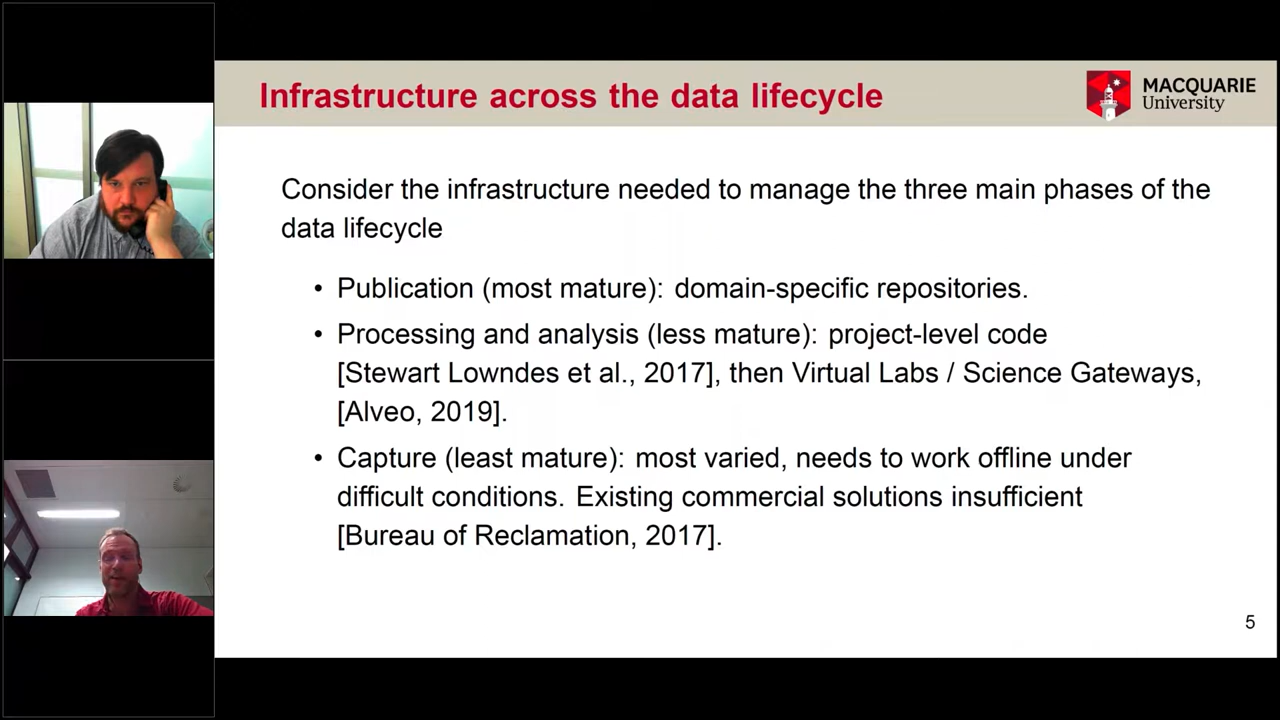 Infrastructure across the data lifecycle
MACQUARIE
University
Consider the infrastructure needed to manage the three main phases of the
data lifecycle
• Publication (most mature): domain-specific repositories.
• Processing and analysis (less mature): project-level code
[Stewart Lowndes et al., 2017], then Virtual Labs / Science Gateways,
[Alveo, 2019].
• Capture (least mature): most varied, needs to work offline under
difficult conditions. Existing commercial solutions insufficient
[Bureau of Reclamation, 2017].
5